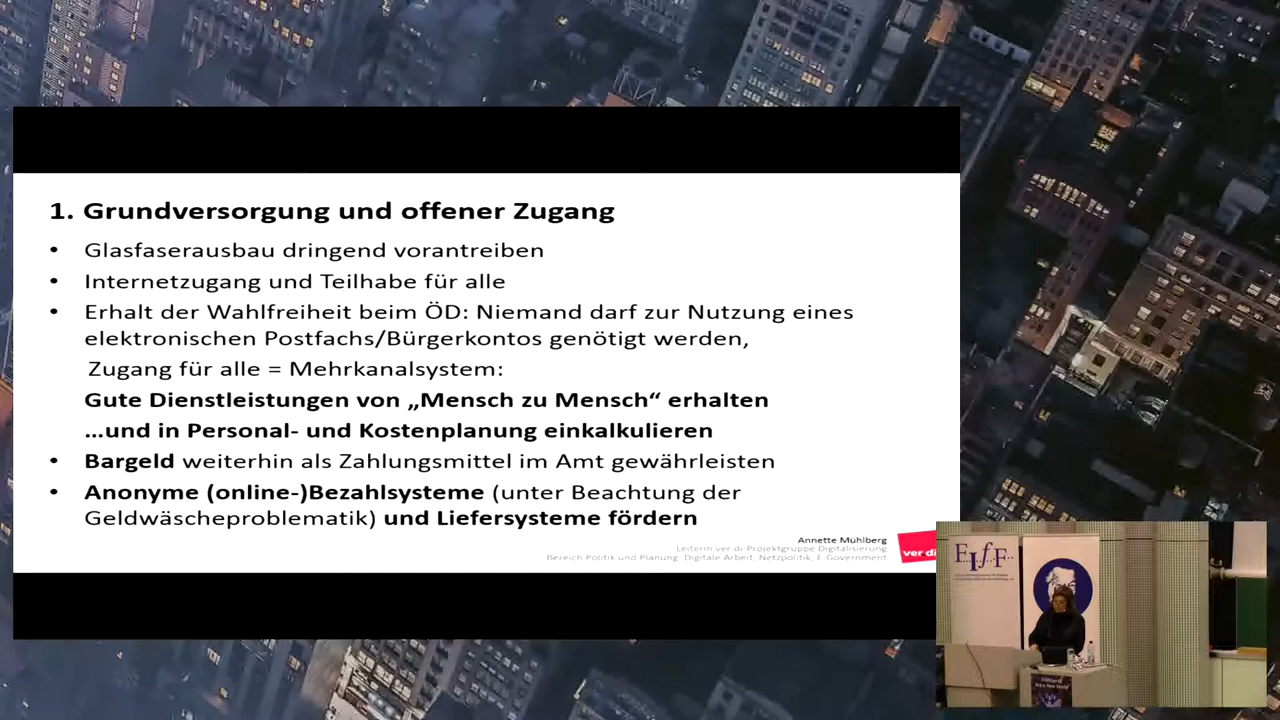 1. Grundversorgung und offener Zugang
• Glasfaserausbau dringend vorantreiben
• Internetzugang und Teilhabe für alle
• Erhalt der Wahlfreiheit beim ÖD: Niemand darf zur Nutzung eines
elektronischen Postfachs/Bürgerkontos genötigt werden,
Zugang für alle = Mehrkanalsystem:
Gute Dienstleistungen von „Mensch zu Mensch“ erhalten
...und in Personal- und Kostenplanung einkalkulieren
• Bargeld weiterhin als Zahlungsmittel im Amt gewährleisten
• Anonyme (online-)Bezahlsysteme (unter Beachtung der
Geldwäscheproblematik) und Liefersysteme fördern
Annette Mühlberg
Leiterin ver.di-Projektgruppe Digitalisierung
Bereich Politik und Planung: Digitale Arbeit, Netzpolitik, E-Government
ver di
F..I..f..F..